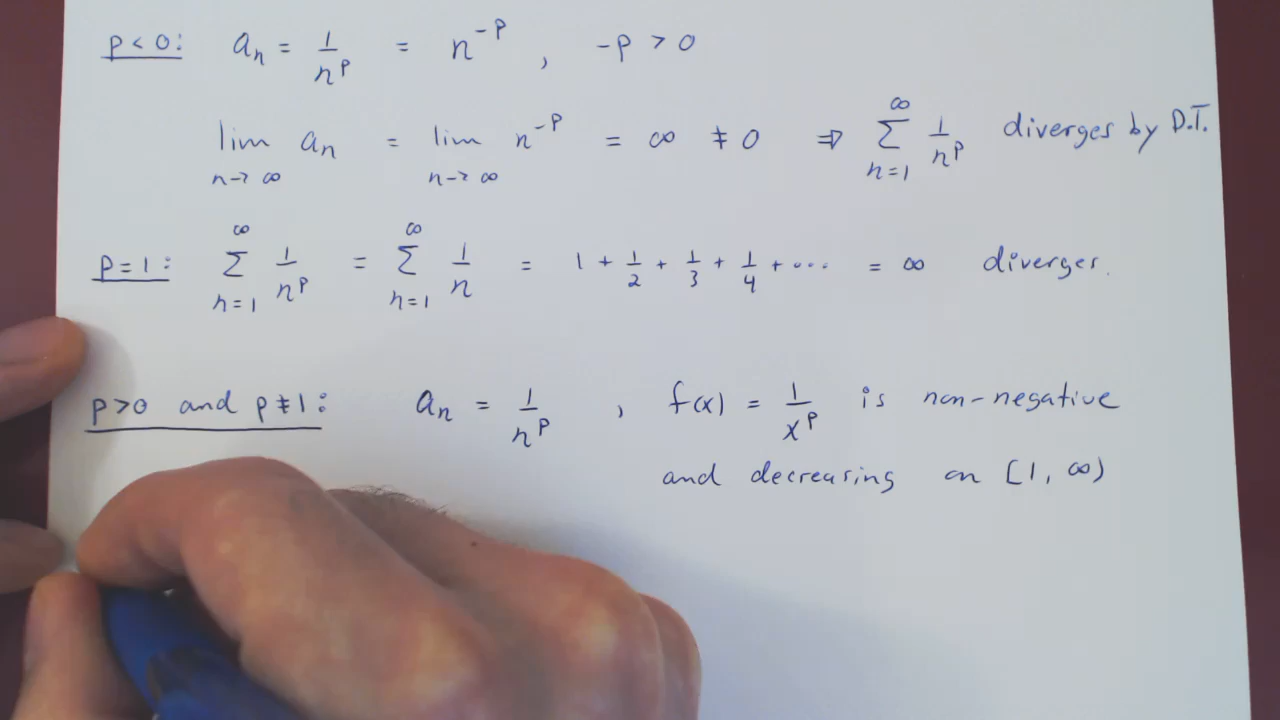 p < 0: aₙ = 1/nᵖ = n⁻ᵖ , -p > 0
lim n→∞ aₙ = lim n→∞ n⁻ᵖ = ∞ ≠ 0 ⇒ ∑ n=1 ∞ 1/nᵖ diverges by D.T.
p = 1: ∑ n=1 ∞ 1/nᵖ = ∑ n=1 ∞ 1/n = 1 + 1/2 + 1/3 + 1/4 + ... = ∞ diverges.
p>0 and p≠1: aₙ = 1/nᵖ , f(x) = 1/xᵖ is non-negative
and decreasing on [1, ∞)